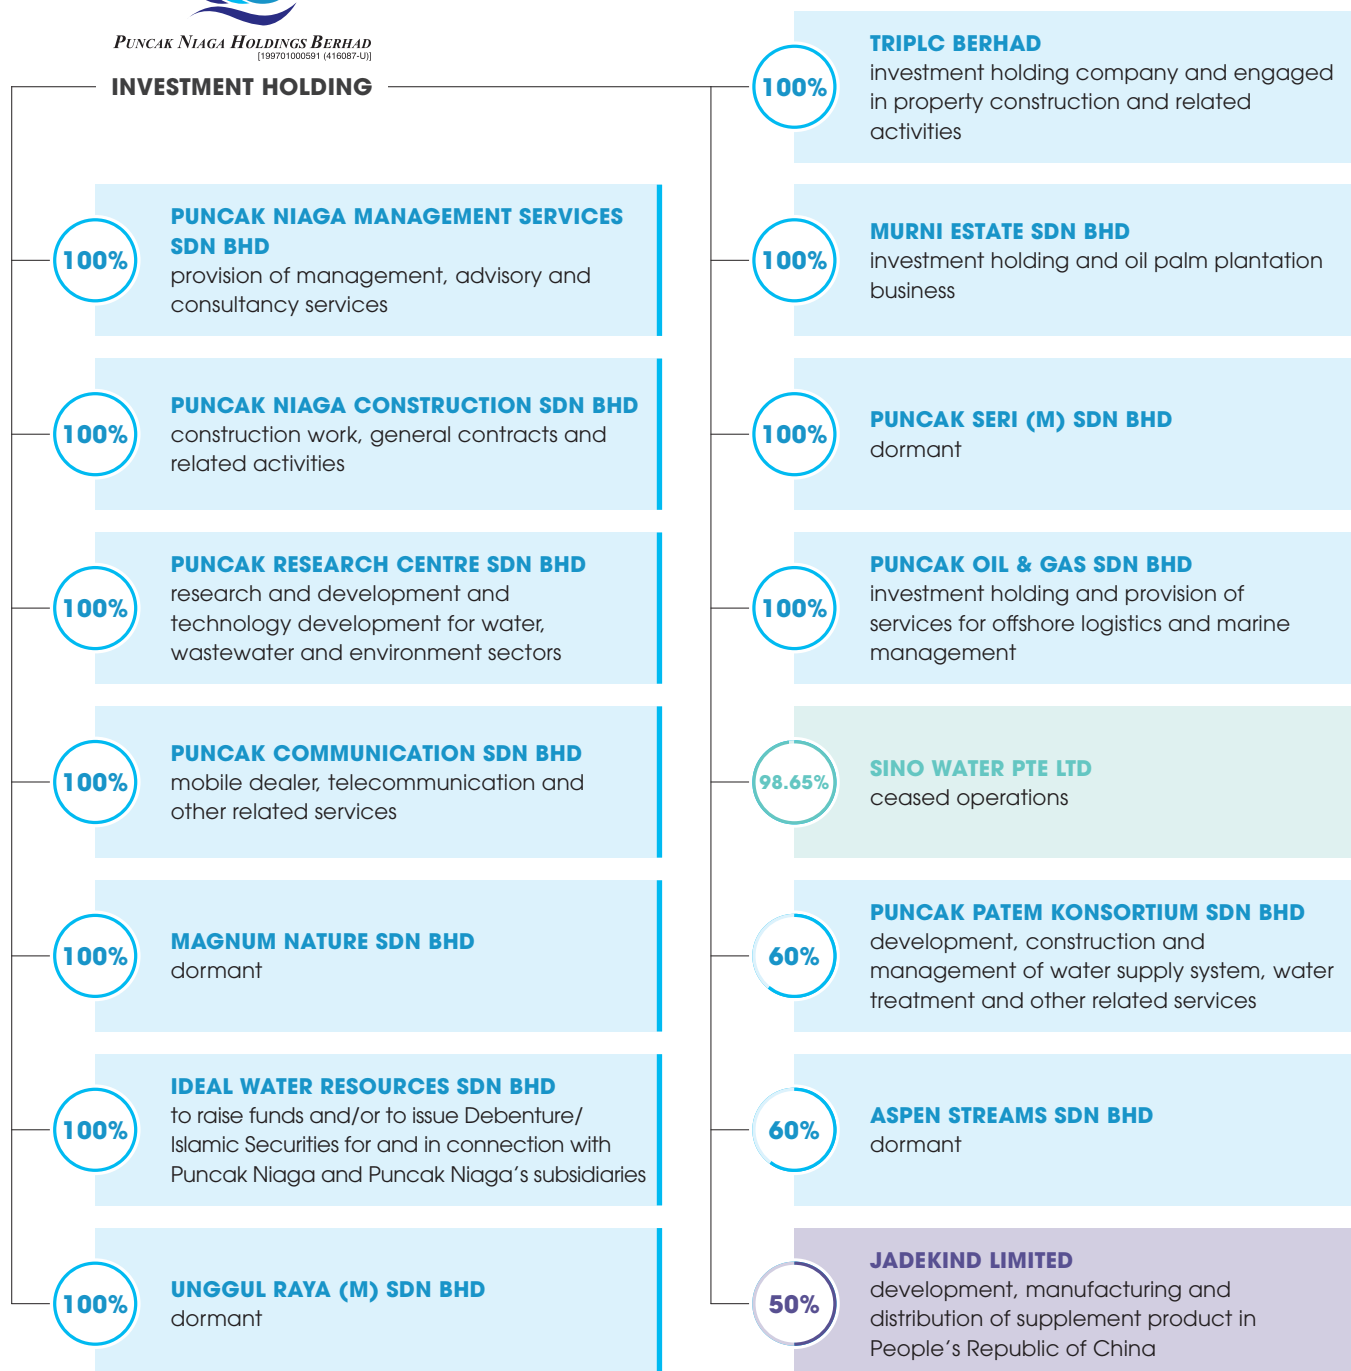 PUNCAK NIAGA HOLDINGS BERHAD
[199701000591 (416087-U)]
INVESTMENT HOLDING
100%
PUNCAK NIAGA MANAGEMENT SERVICES
SDN BHD
provision of management, advisory and
consultancy services
100%
PUNCAK NIAGA CONSTRUCTION SDN BHD
construction work, general contracts and
related activities
100%
PUNCAK RESEARCH CENTRE SDN BHD
research and development and
technology development for water,
wastewater and environment sectors
100%
PUNCAK COMMUNICATION SDN BHD
mobile dealer, telecommunication and
other related services
100%
MAGNUM NATURE SDN BHD
dormant
100%
IDEAL WATER RESOURCES SDN BHD
to raise funds and/or to issue Debenture/
Islamic Securities for and in connection with
Puncak Niaga and Puncak Niaga's subsidiaries
100%
UNGGUL RAYA (M) SDN BHD
dormant
100%
TRIPLC BERHAD
investment holding company and engaged
in property construction and related
activities
100%
MURNI ESTATE SDN BHD
investment holding and oil palm plantation
business
100%
PUNCAK SERI (M) SDN BHD
dormant
100%
PUNCAK OIL & GAS SDN BHD
investment holding and provision of
services for offshore logistics and marine
management
98.65%
SINO WATER PTE LTD
ceased operations
60%
PUNCAK PATEM KONSORTIUM SDN BHD
development, construction and
management of water supply system, water
treatment and other related services
60%
ASPEN STREAMS SDN BHD
dormant
50%
JADEKIND LIMITED
development, manufacturing and
distribution of supplement product in
People's Republic of China